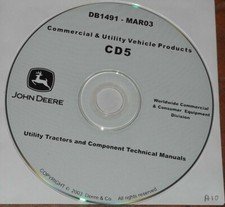 DB1491 - MAR03
Commercial & Utility Vehicle Products
CD5
JOHN DEERE
Worldwide Commercial
& Consumer Equipment
Division
Utility Tractors and Component Technical Manuals
COPYRIGHT © 2003 Deere & Co All rights reserved